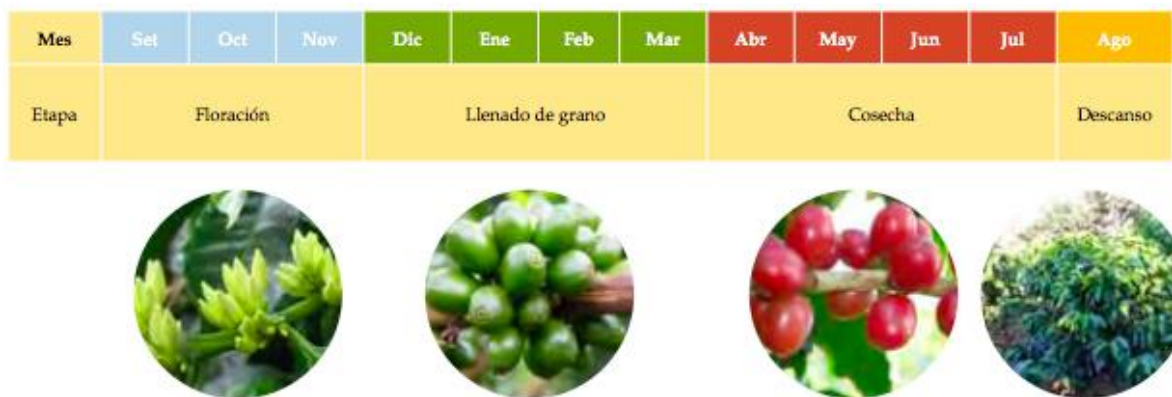 Mes Set Oct Nov Dic Ene Feb Mar Abr May Jun Jul Ago
Etapa Floración Llenado de grano Cosecha Descanso